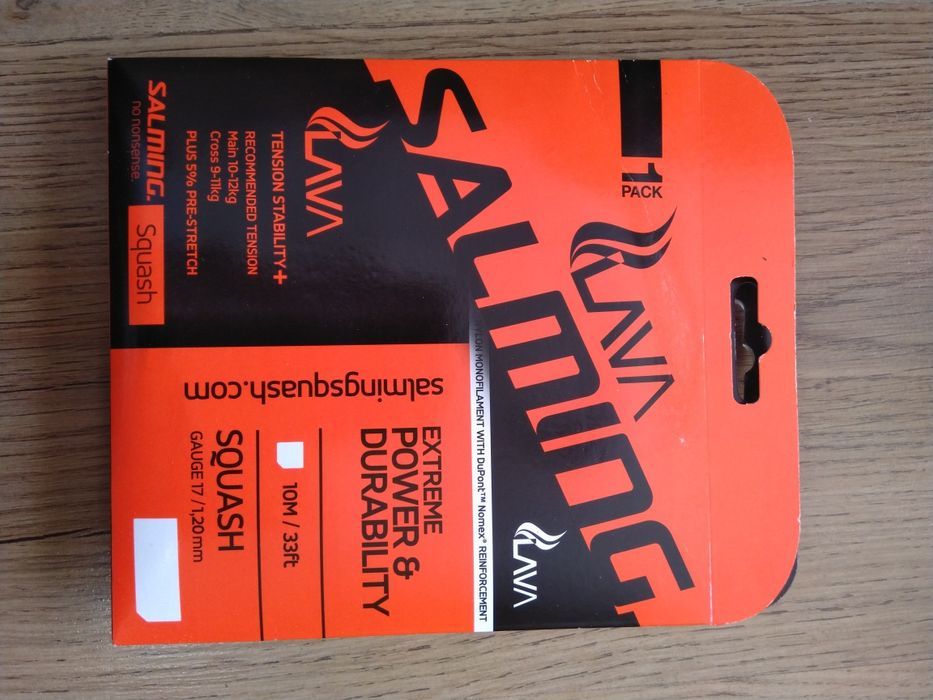 1
PACK
LAVA
SALMING
LAVA
TENSION STABILITY+
RECOMMENDED TENSION
Main 10-12kg
Cross 9-11kg
PLUS 5% PRE-STRETCH
SALMING.
no nonsense.
Squash
MONOFILAMENT WITH DuPont™ Nomex® REINFORCEMENT
LAVA
salmingsquash.com
EXTREME
POWER &
DURABILITY
10M / 33ft
SQUASH
GAUGE 17 / 1,20 mm